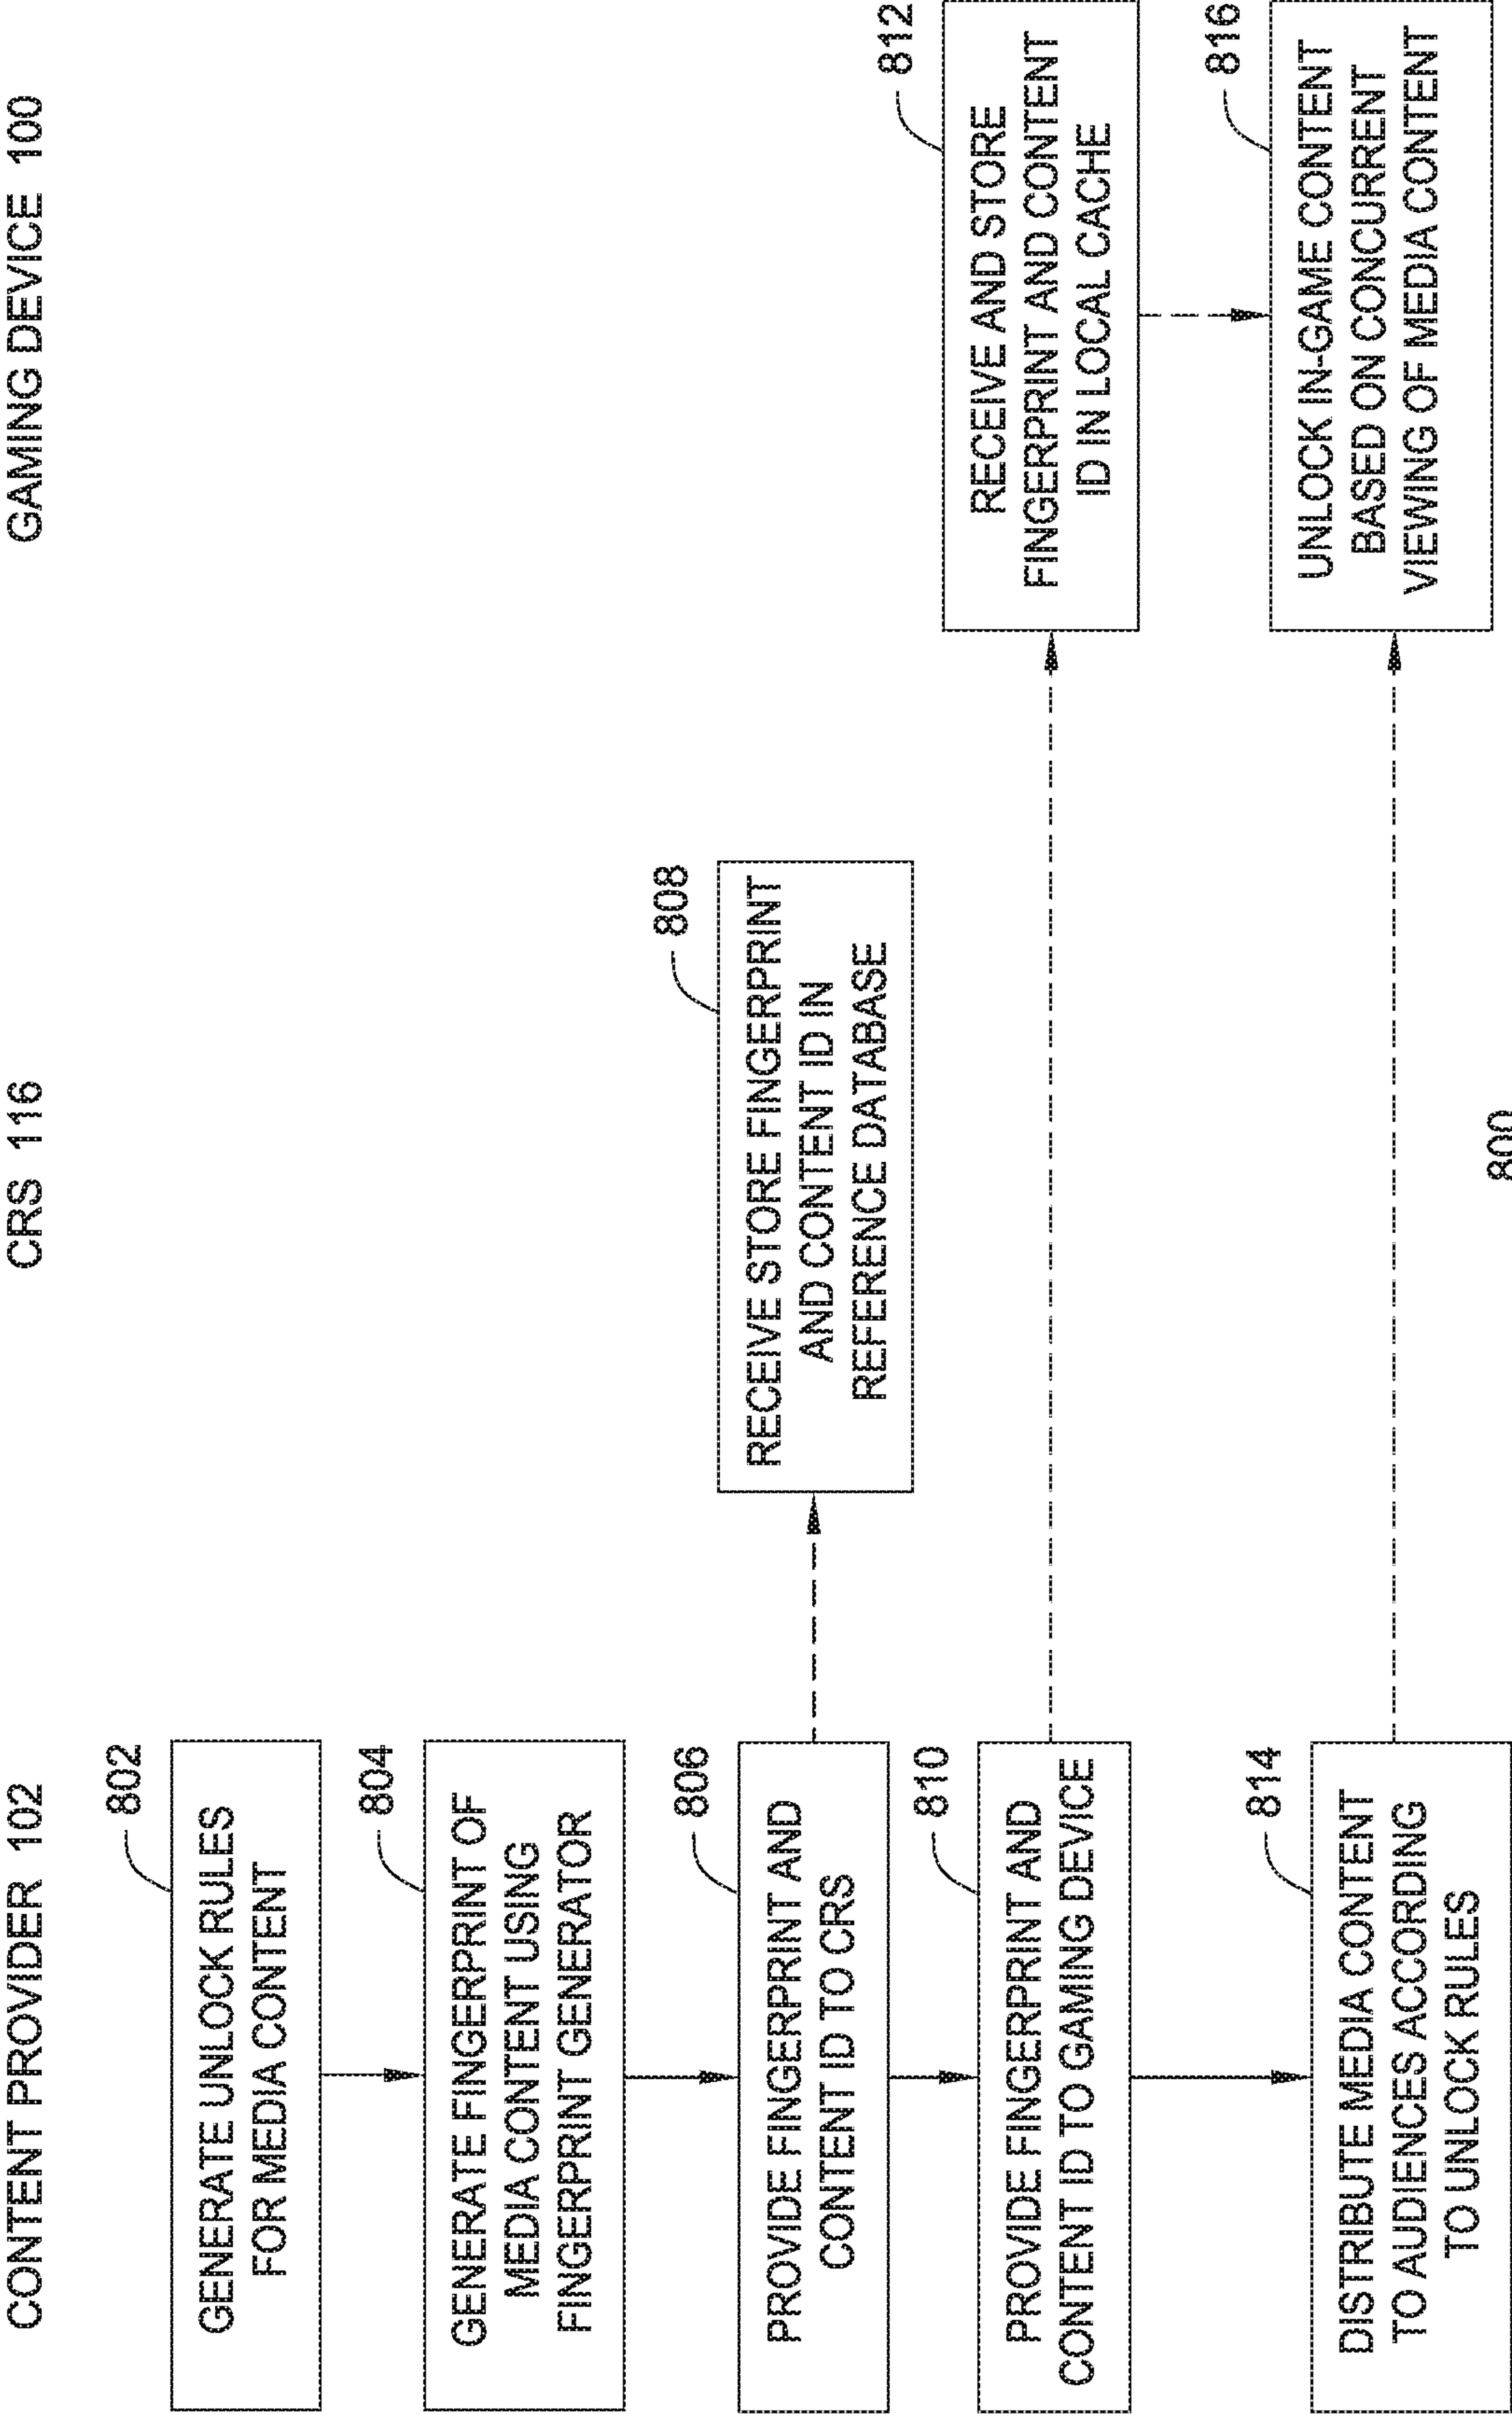 CONTENT PROVIDER 102
CRS 116
GAMING DEVICE 100
802
GENERATE UNLOCK RULES
FOR MEDIA CONTENT
804
GENERATE FINGERPRINT OF
MEDIA CONTENT USING
FINGERPRINT GENERATOR
806
PROVIDE FINGERPRINT AND
CONTENT ID TO CRS
808
RECEIVE STORE FINGERPRINT
AND CONTENT ID IN
REFERENCE DATABASE
810
PROVIDE FINGERPRINT AND
CONTENT ID TO GAMING DEVICE
812
RECEIVE AND STORE
FINGERPRINT AND CONTENT
ID IN LOCAL CACHE
814
DISTRIBUTE MEDIA CONTENT
TO AUDIENCES ACCORDING
TO UNLOCK RULES
816
UNLOCK IN-GAME CONTENT
BASED ON CONCURRENT
VIEWING OF MEDIA CONTENT
800